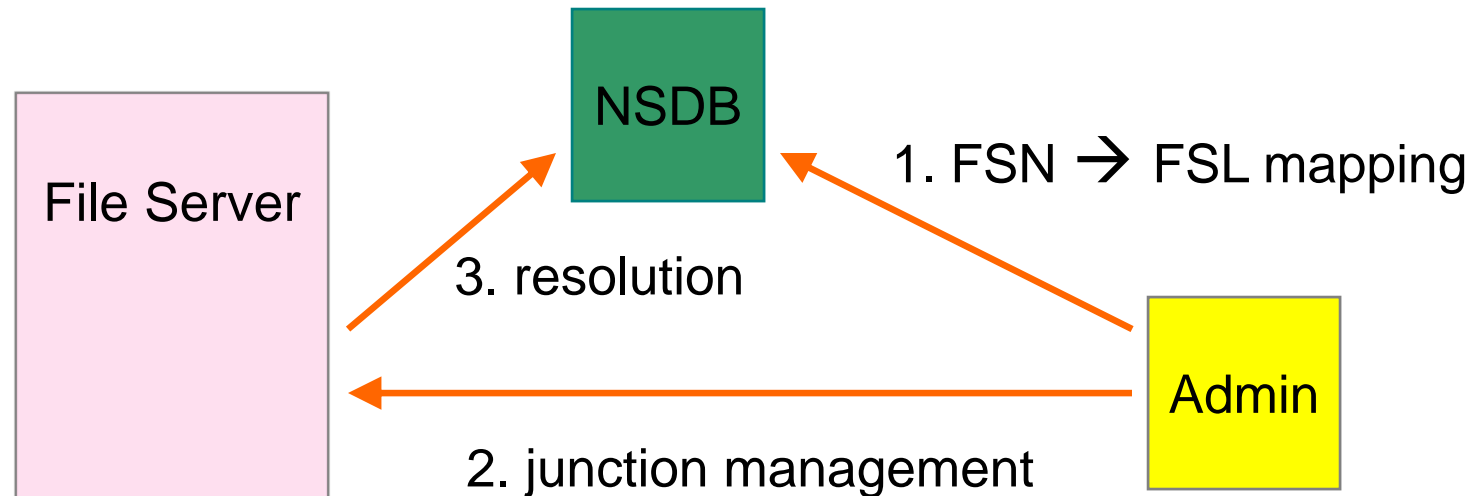 NSDB
1. FSN → FSL mapping
File Server
3. resolution
Admin
2. junction management